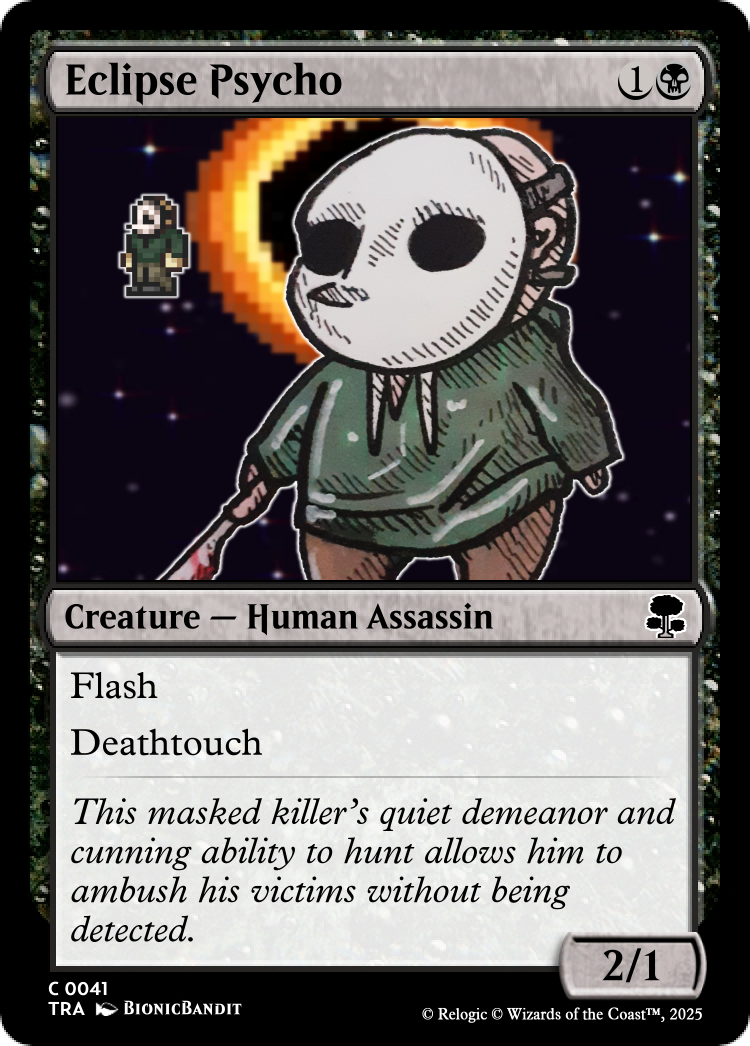 Eclipse Psycho 1
Creature — Human Assassin
Flash
Deathtouch
This masked killer's quiet demeanor and
cunning ability to hunt allows him to
ambush his victims without being
detected.
2/1
C 0041
TRA BionicBandit
© Relogic © Wizards of the Coast™, 2025